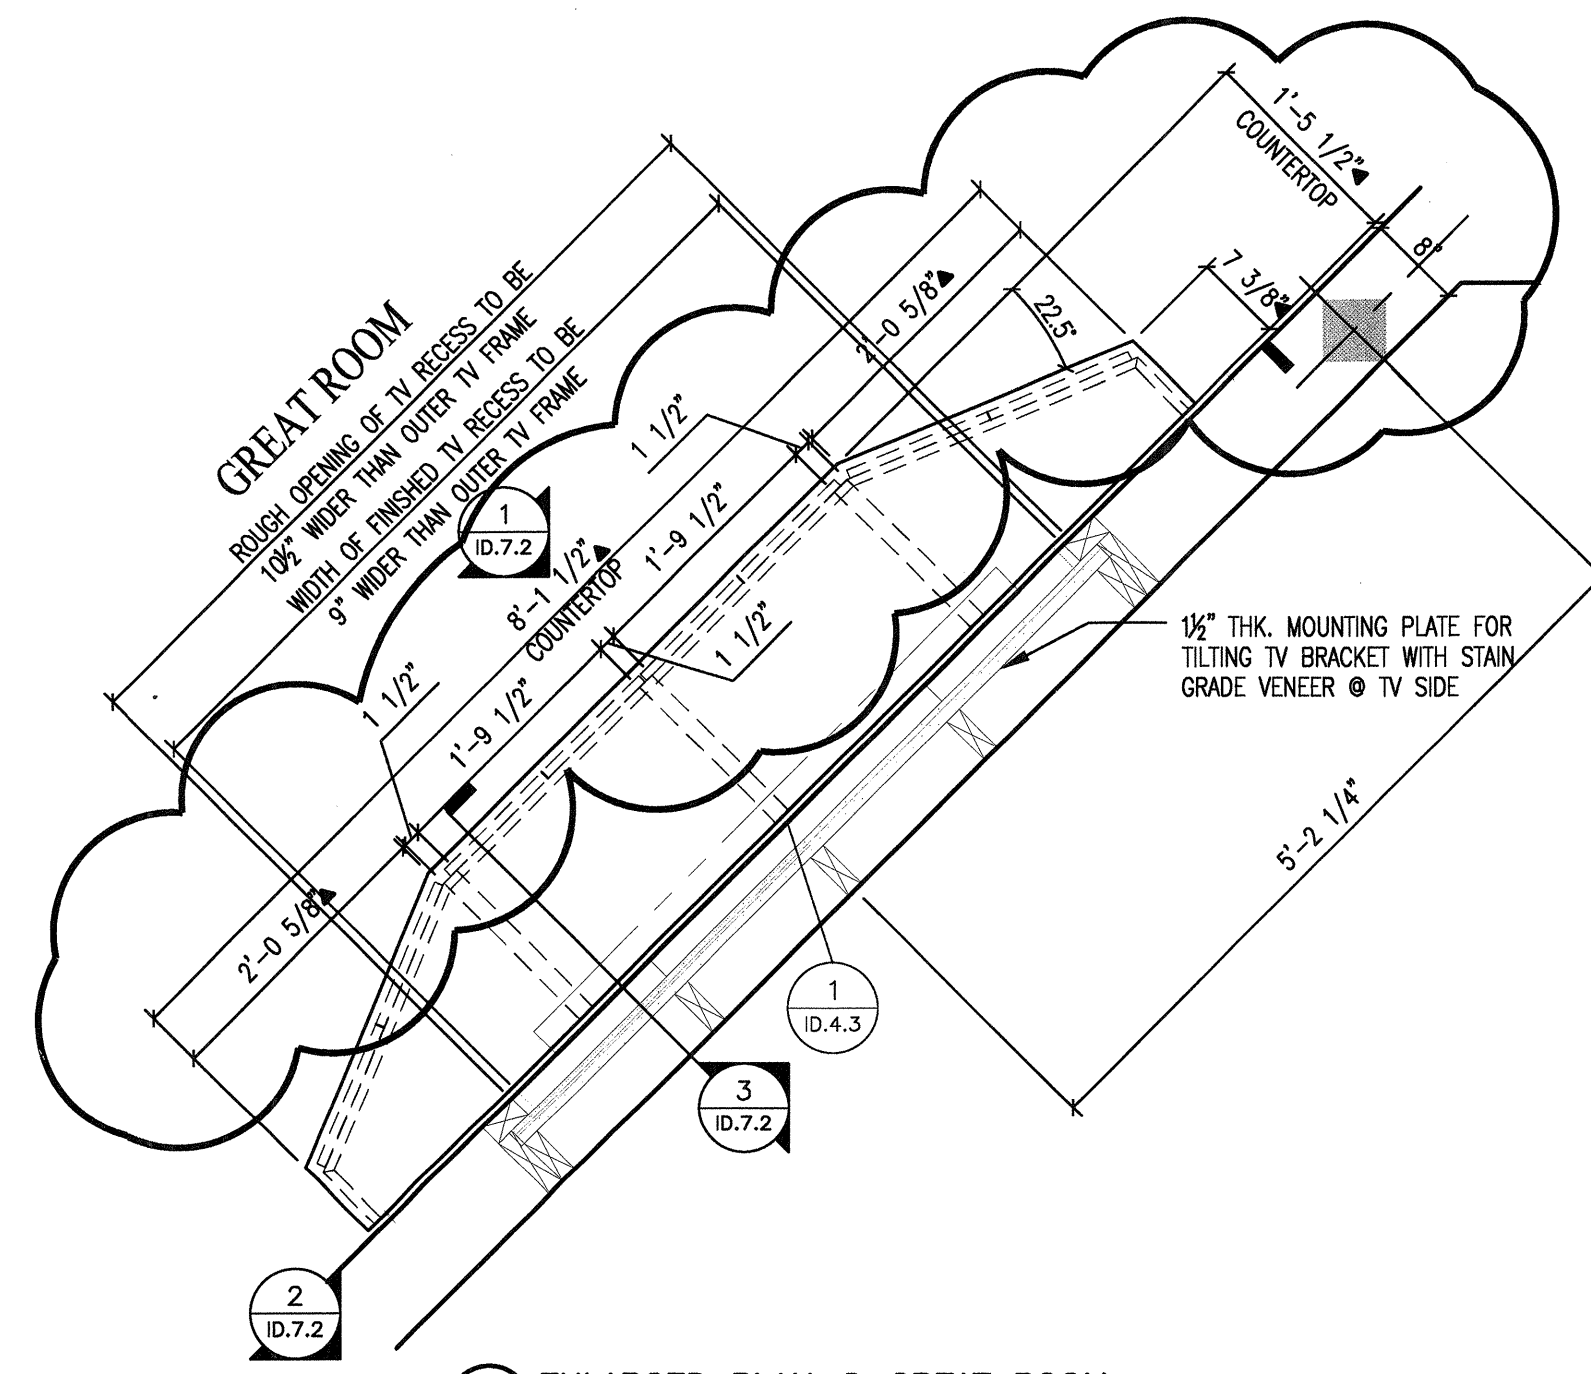 1'-5 1/2"
COUNTERTOP
8"
7 3/8"
22.5°
2'-0 5/8"
GREAT ROOM
ROUGH OPENING OF TV RECESS TO BE
10½" WIDER THAN OUTER TV FRAME
WIDTH OF FINISHED TV RECESS TO BE
9" WIDER THAN OUTER TV FRAME
1 1/2"
1
ID.7.2
8'-1 1/2"
COUNTERTOP
1'-9 1/2"
1 1/2"
1 1/2"
1'-9 1/2"
2'-0 5/8"
1½" THK. MOUNTING PLATE FOR
TILTING TV BRACKET WITH STAIN
GRADE VENEER @ TV SIDE
5'-2 1/4"
1
ID.4.3
3
ID.7.2
2
ID.7.2